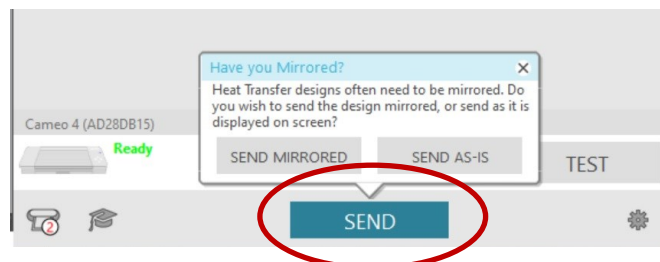 Have you Mirrored?
Heat Transfer designs often need to be mirrored. Do
you wish to send the design mirrored, or send as it is
displayed on screen?
Cameo 4 (AD28DB15)
Ready
SEND MIRRORED
SEND AS-IS
TEST
2
SEND